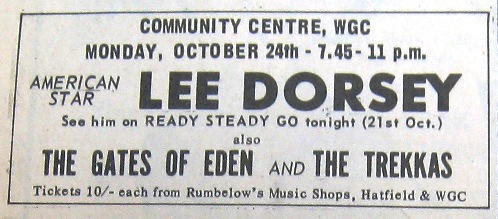 COMMUNITY CENTRE, WGC
MONDAY, OCTOBER 24th - 7.45 - 11 p.m.
AMERICAN STAR LEE DORSEY
See him on READY STEADY GO tonight (21st Oct.)
also
THE GATES OF EDEN AND THE TREKKAS
Tickets 10/- each from Rumbelow's Music Shops, Hatfield & WGC